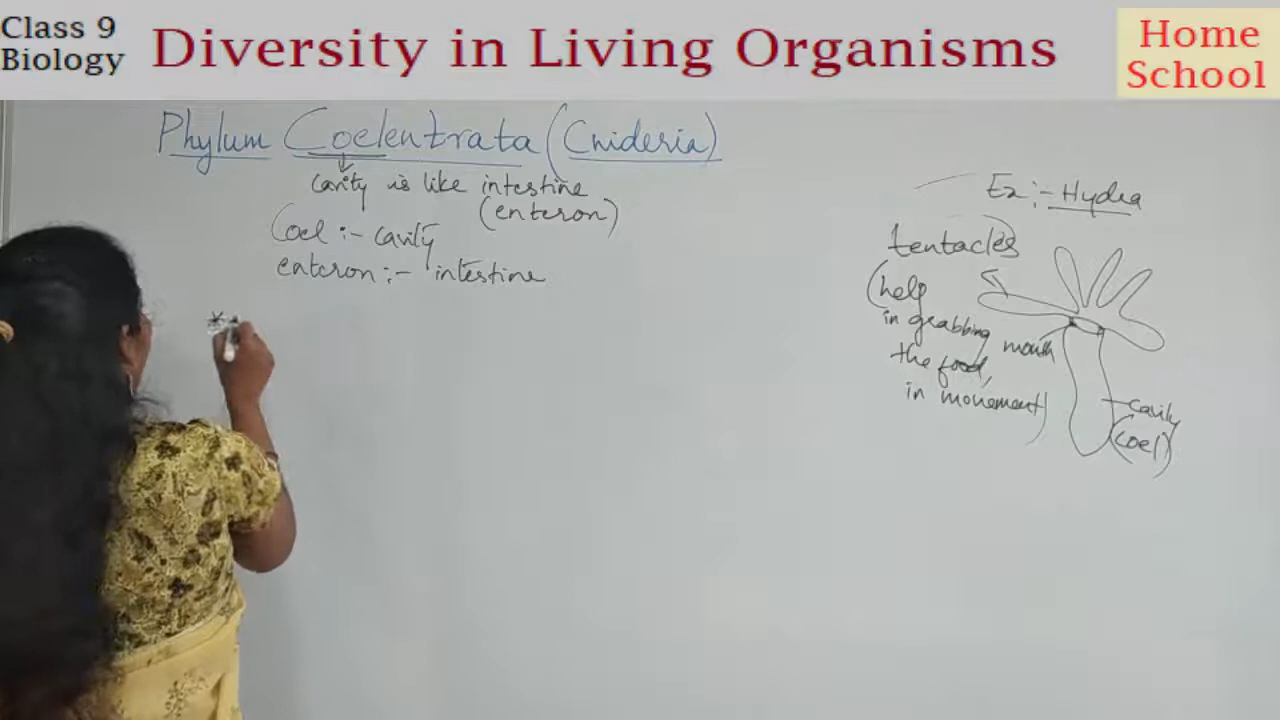 Class 9
Biology
Diversity in Living Organisms
Home
School
Phylum Coelentrata (Cnideria)
cavity is like intestine
(enteron)
Coel :- cavity
enteron :- intestine
*
Ex :- Hydra
tentacles
(help
in grabbing
the food,
in movement)
mouth
cavity
(coel)